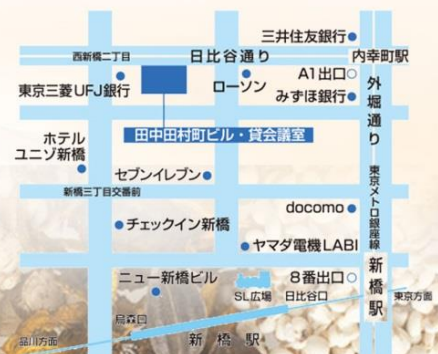 三井住友銀行
西新橋二丁目
日比谷通り
内幸町駅
東京三菱UFJ銀行
ローソン
A1出口
みずほ銀行
外堀通り
田中田村町ビル・貸会議室
ホテル
ユニゾ新橋
セブンイレブン
新橋三丁目交番前
東京メトロ銀座線
docomo
チェックイン新橋
ヤマダ電機LABI
ニュー新橋ビル
8番出口
SL広場
日比谷口
新橋駅
東京方面
烏森口
品川方面
新橋駅